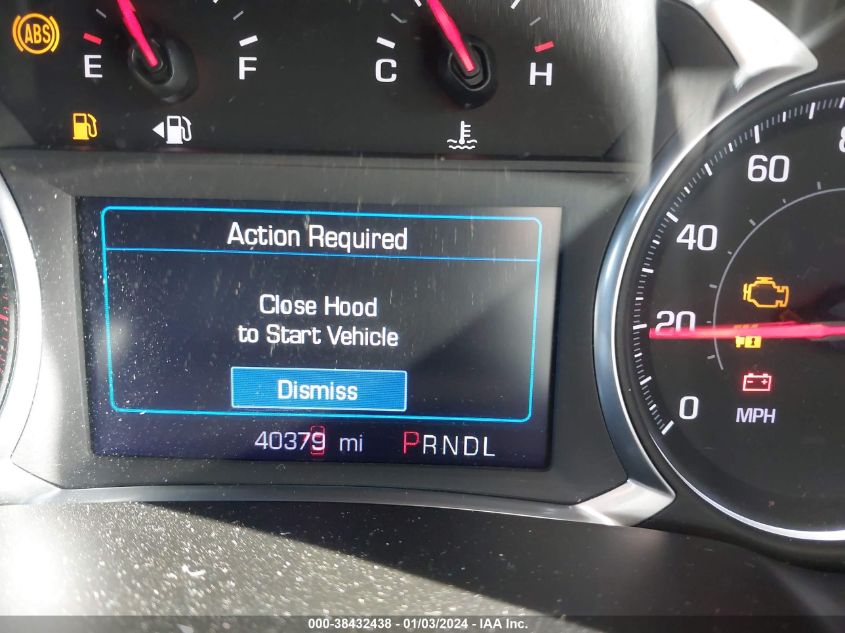 ABS
E F C H
Action Required
Close Hood
to Start Vehicle
Dismiss
40379 mi PRNDL
60
40
20
0
MPH
000-38432438 - 01/03/2024 - IAA Inc.